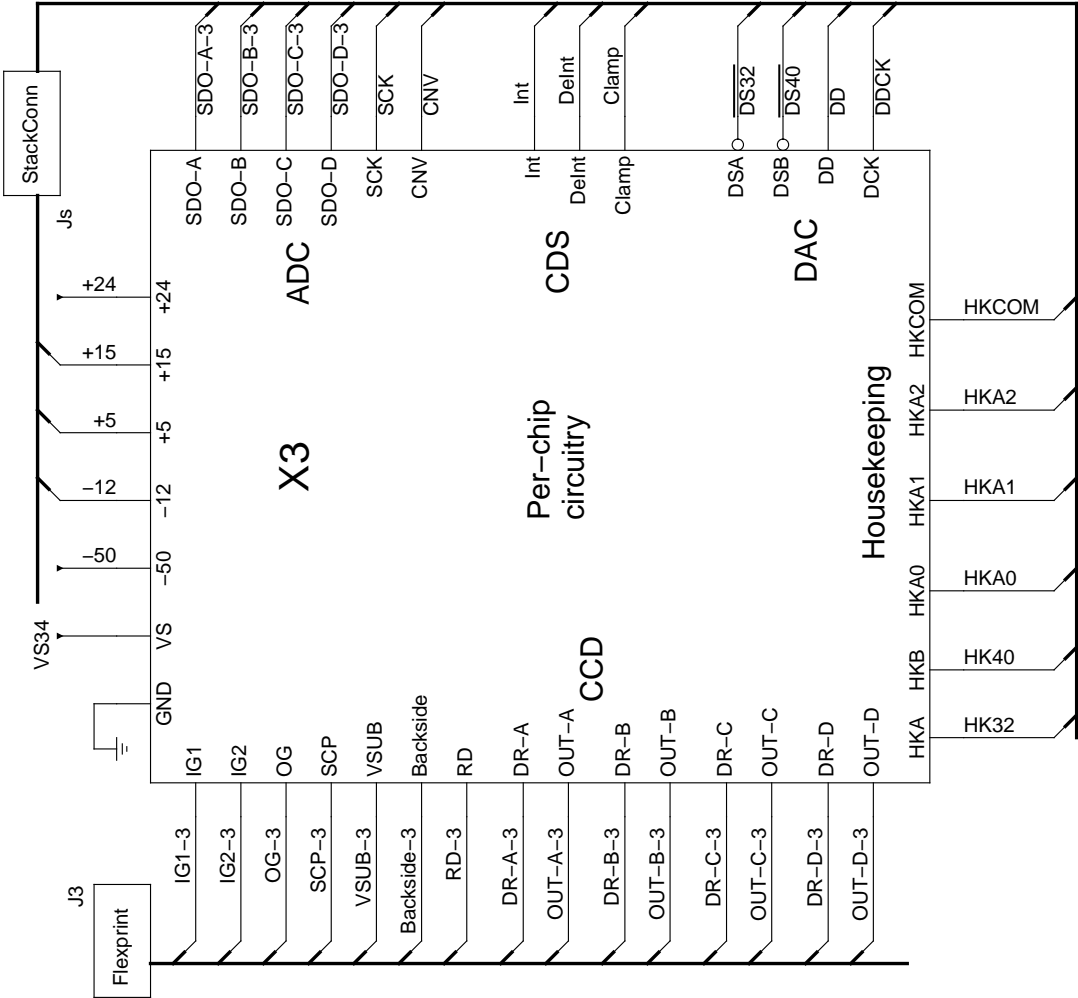 StackConn
Js
SDO–A–3
SDO–B–3
SDO–C–3
SDO–D–3
SCK
CNV
Int
DeInt
Clamp
DS32
DS40
DD
DDCK
SDO–A
SDO–B
SDO–C
SDO–D
SCK
CNV
Int
DeInt
Clamp
DSA
DSB
DD
DCK
ADC
CDS
DAC
VS34
–50
–12
+5
+15
+24
GND
VS
–50
–12
+5
+15
+24
X3
Per–chip
circuitry
Housekeeping
CCD
HKA
HKB
HKA0
HKA1
HKA2
HKCOM
HK32
HK40
HKA0
HKA1
HKA2
HKCOM
IG1
IG2
OG
SCP
VSUB
Backside
RD
DR–A
OUT–A
DR–B
OUT–B
DR–C
OUT–C
DR–D
OUT–D
IG1–3
IG2–3
OG–3
SCP–3
VSUB–3
Backside–3
RD–3
DR–A–3
OUT–A–3
DR–B–3
OUT–B–3
DR–C–3
OUT–C–3
DR–D–3
OUT–D–3
J3
Flexprint